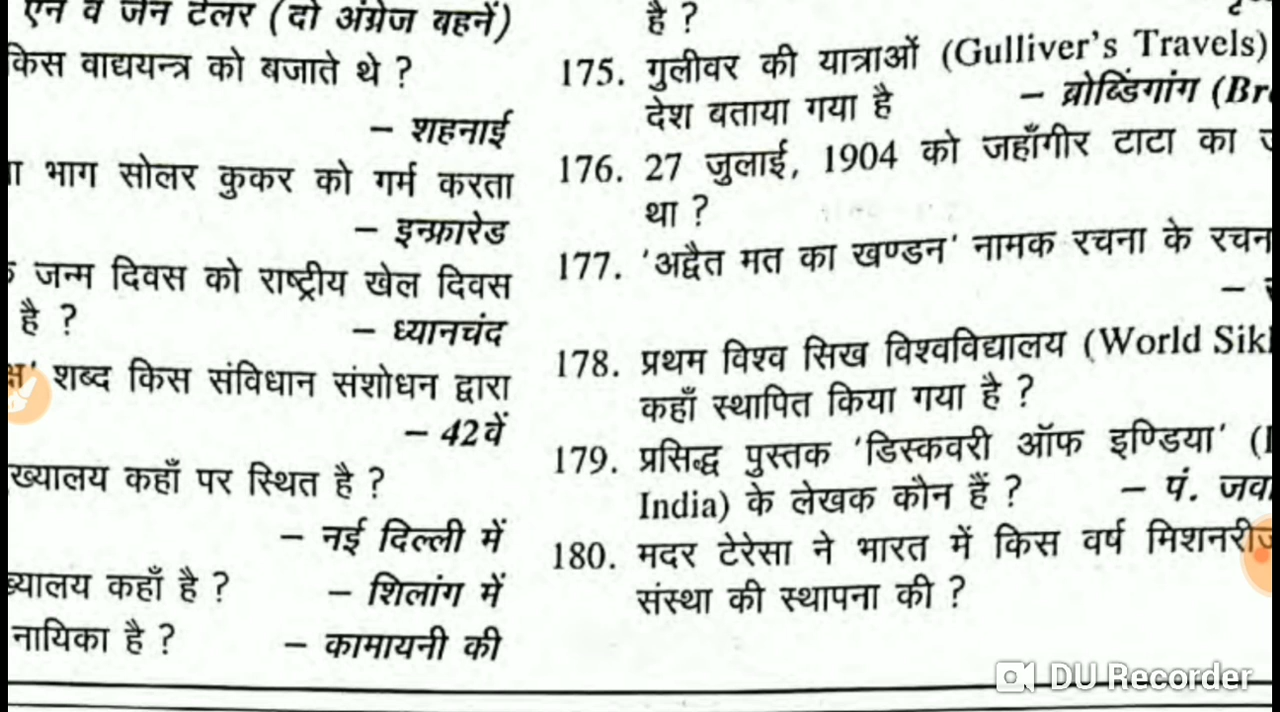 एन व जेन टेलर (दो अंग्रेज बहनें)
किस वाद्ययन्त्र को बजाते थे ?
– शहनाई
भाग सोलर कुकर को गर्म करता
– इन्फ्रारेड
जन्म दिवस को राष्ट्रीय खेल दिवस
है ?
– ध्यानचंद
शब्द किस संविधान संशोधन द्वारा
– 42वें
ख्यालय कहाँ पर स्थित है ?
– नई दिल्ली में
ख्यालय कहाँ है ? – शिलांग में
नायिका है ? – कामायनी की
है ?
175. गुलीवर की यात्राओं (Gulliver's Travels)
देश बताया गया है – ब्रोब्डिंगांग (Bro
176. 27 जुलाई, 1904 को जहाँगीर टाटा का
था ?
177. 'अद्वैत मत का खण्डन' नामक रचना के रचन
178. प्रथम विश्व सिख विश्वविद्यालय (World Sikh
कहाँ स्थापित किया गया है ?
179. प्रसिद्ध पुस्तक 'डिस्कवरी ऑफ इण्डिया'
India) के लेखक कौन हैं ? – पं. जवा
180. मदर टेरेसा ने भारत में किस वर्ष मिशनरीज
संस्था की स्थापना की ?
DU Recorder